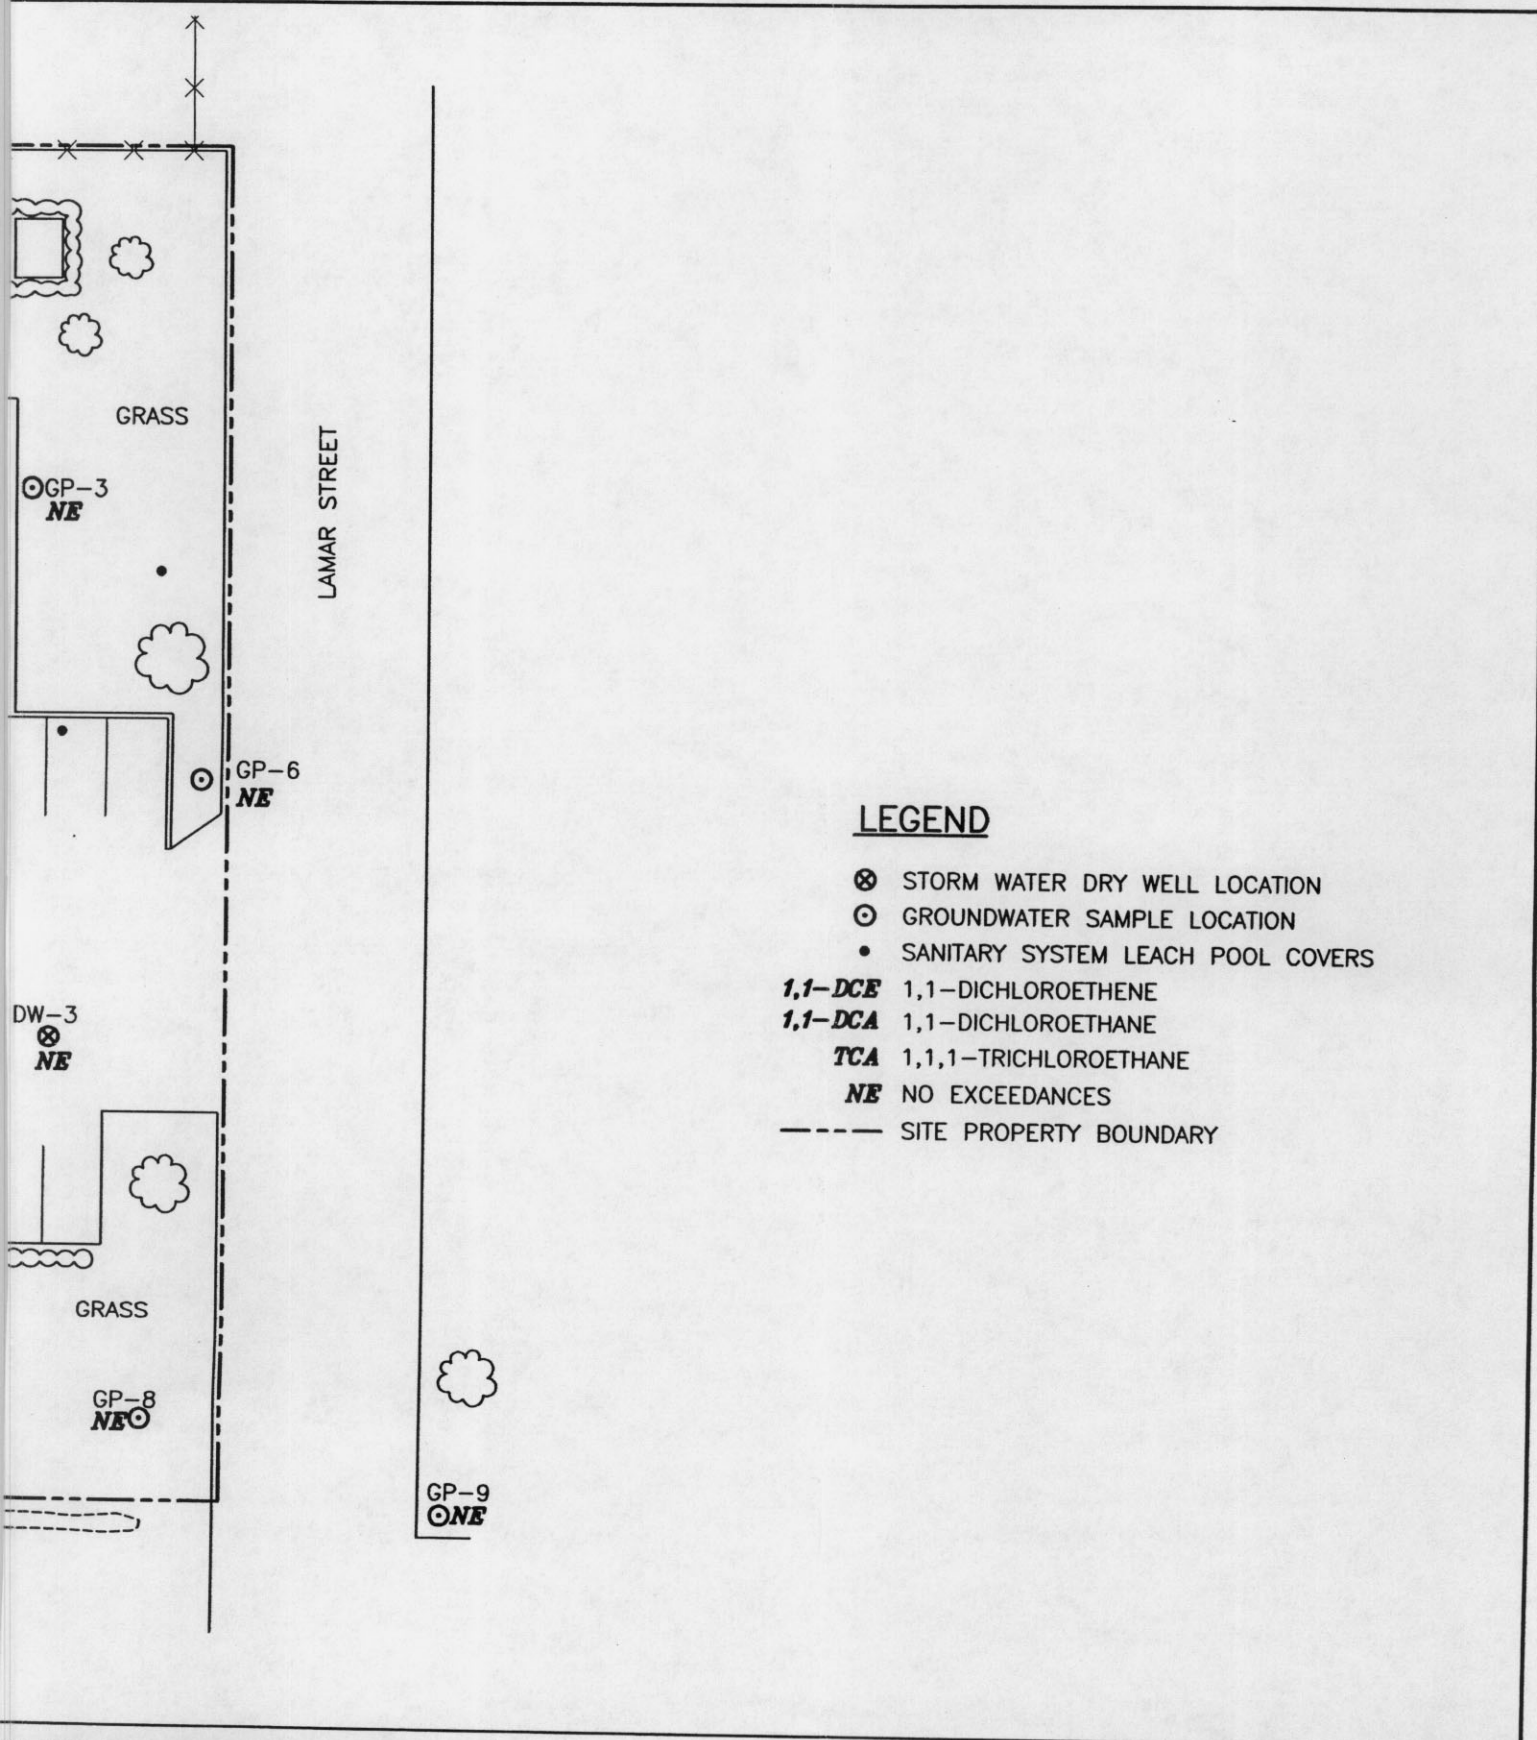 GRASS
GP-3
NE
LAMAR STREET
GP-6
NE
DW-3
NE
GRASS
GP-8
NE
GP-9
NE
LEGEND
STORM WATER DRY WELL LOCATION
GROUNDWATER SAMPLE LOCATION
SANITARY SYSTEM LEACH POOL COVERS
1,1-DCE 1,1-DICHLOROETHENE
1,1-DCA 1,1-DICHLOROETHANE
TCA 1,1,1-TRICHLOROETHANE
NE NO EXCEEDANCES
SITE PROPERTY BOUNDARY